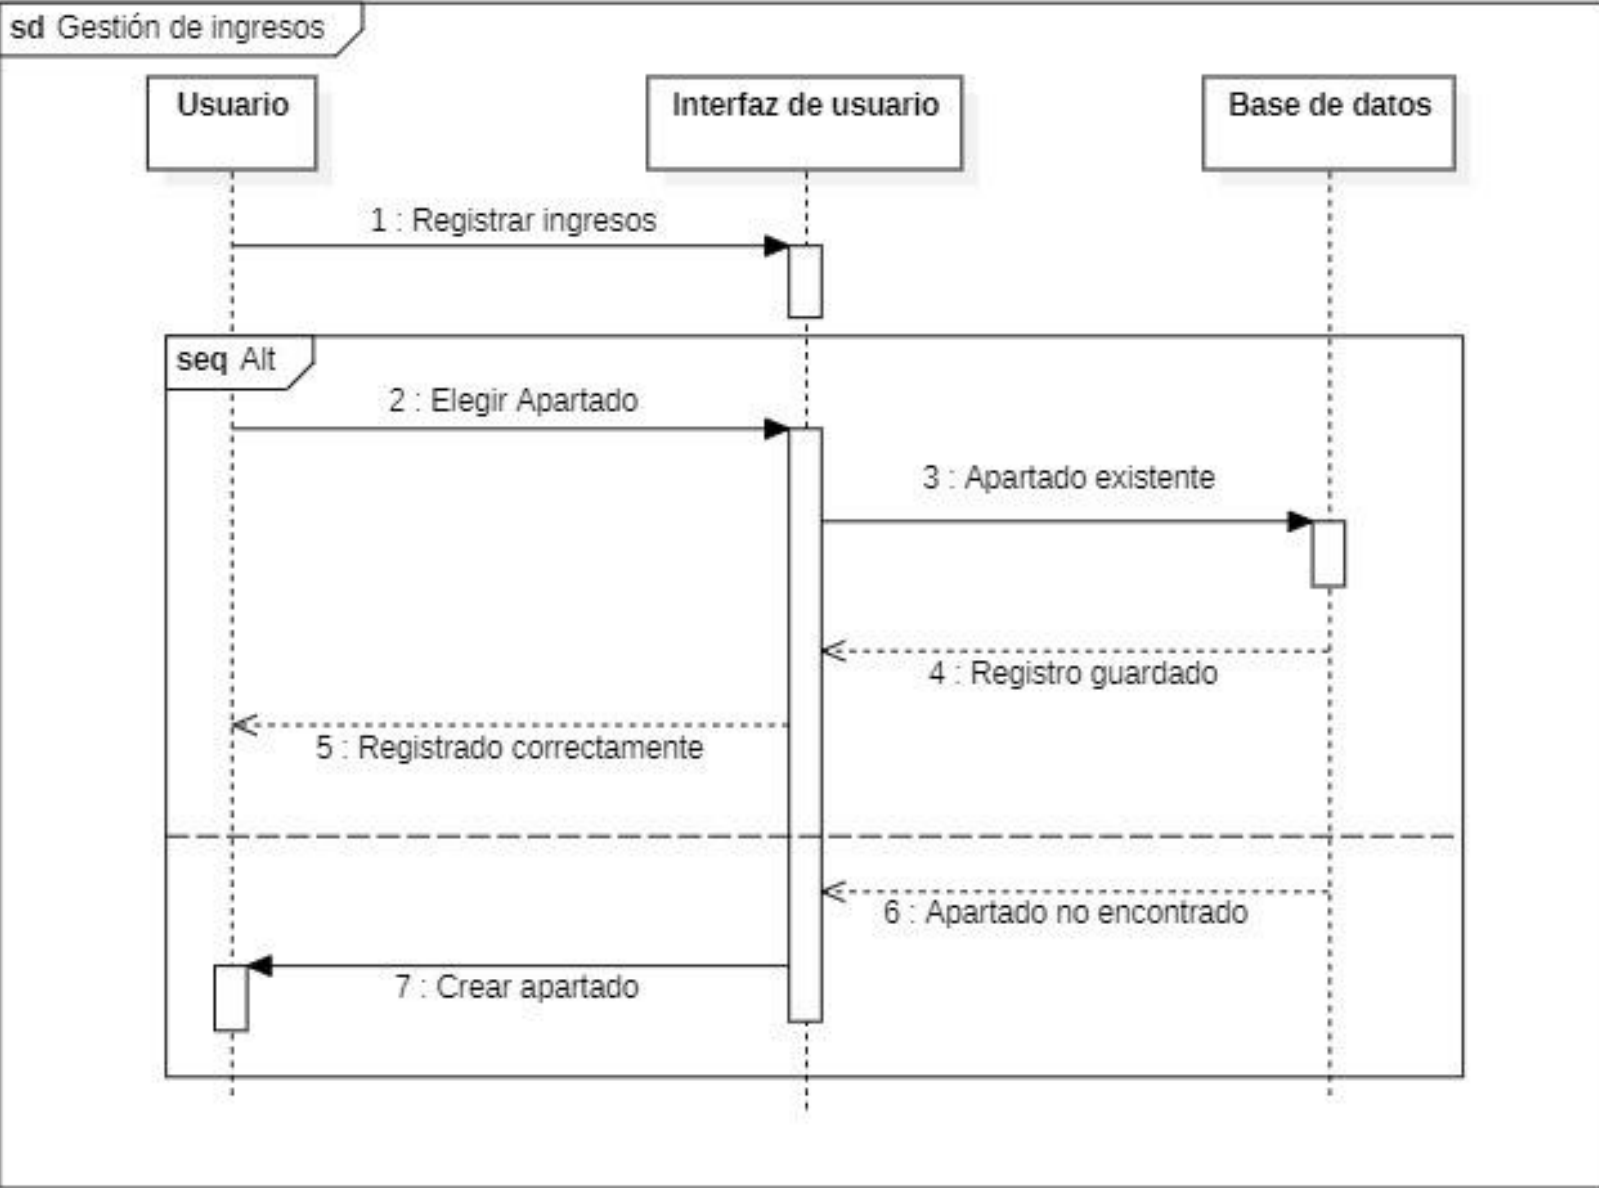 sd Gestión de ingresos
Usuario
Interfaz de usuario
Base de datos
1 : Registrar ingresos
seq Alt
2 : Elegir Apartado
3 : Apartado existente
4 : Registro guardado
5 : Registrado correctamente
6 : Apartado no encontrado
7 : Crear apartado